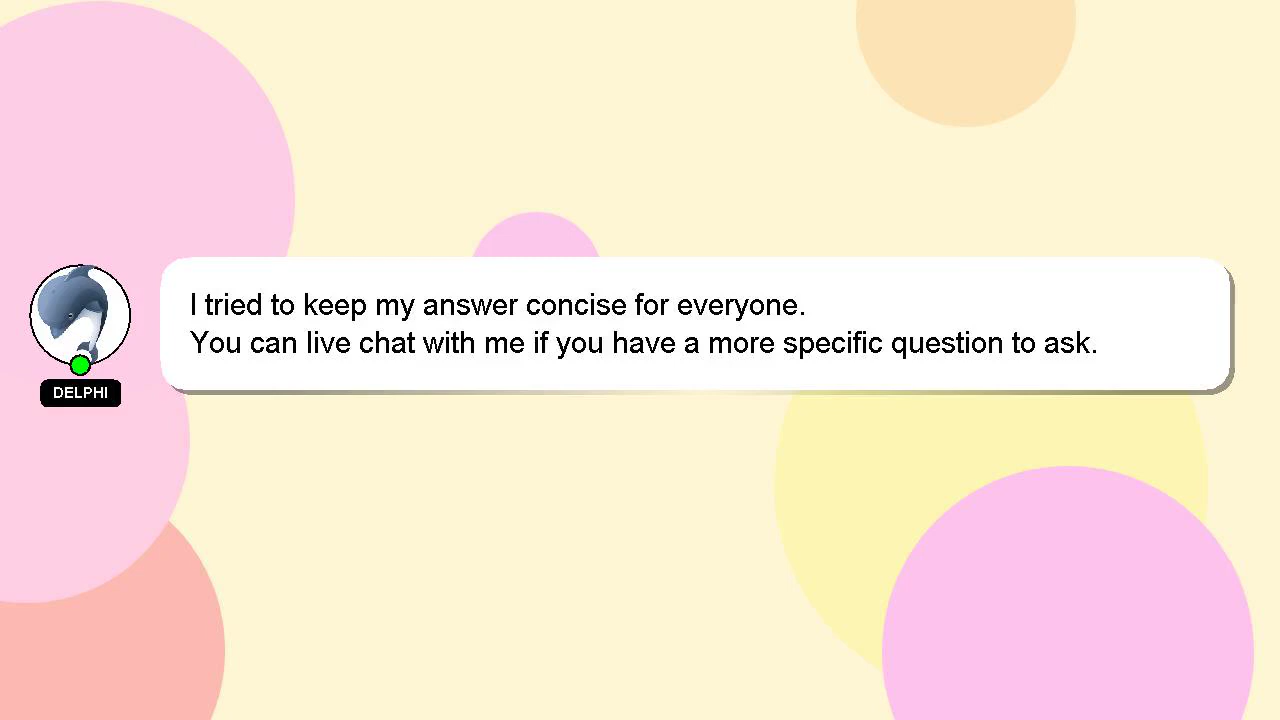 I tried to keep my answer concise for everyone.
You can live chat with me if you have a more specific question to ask.
DELPHI